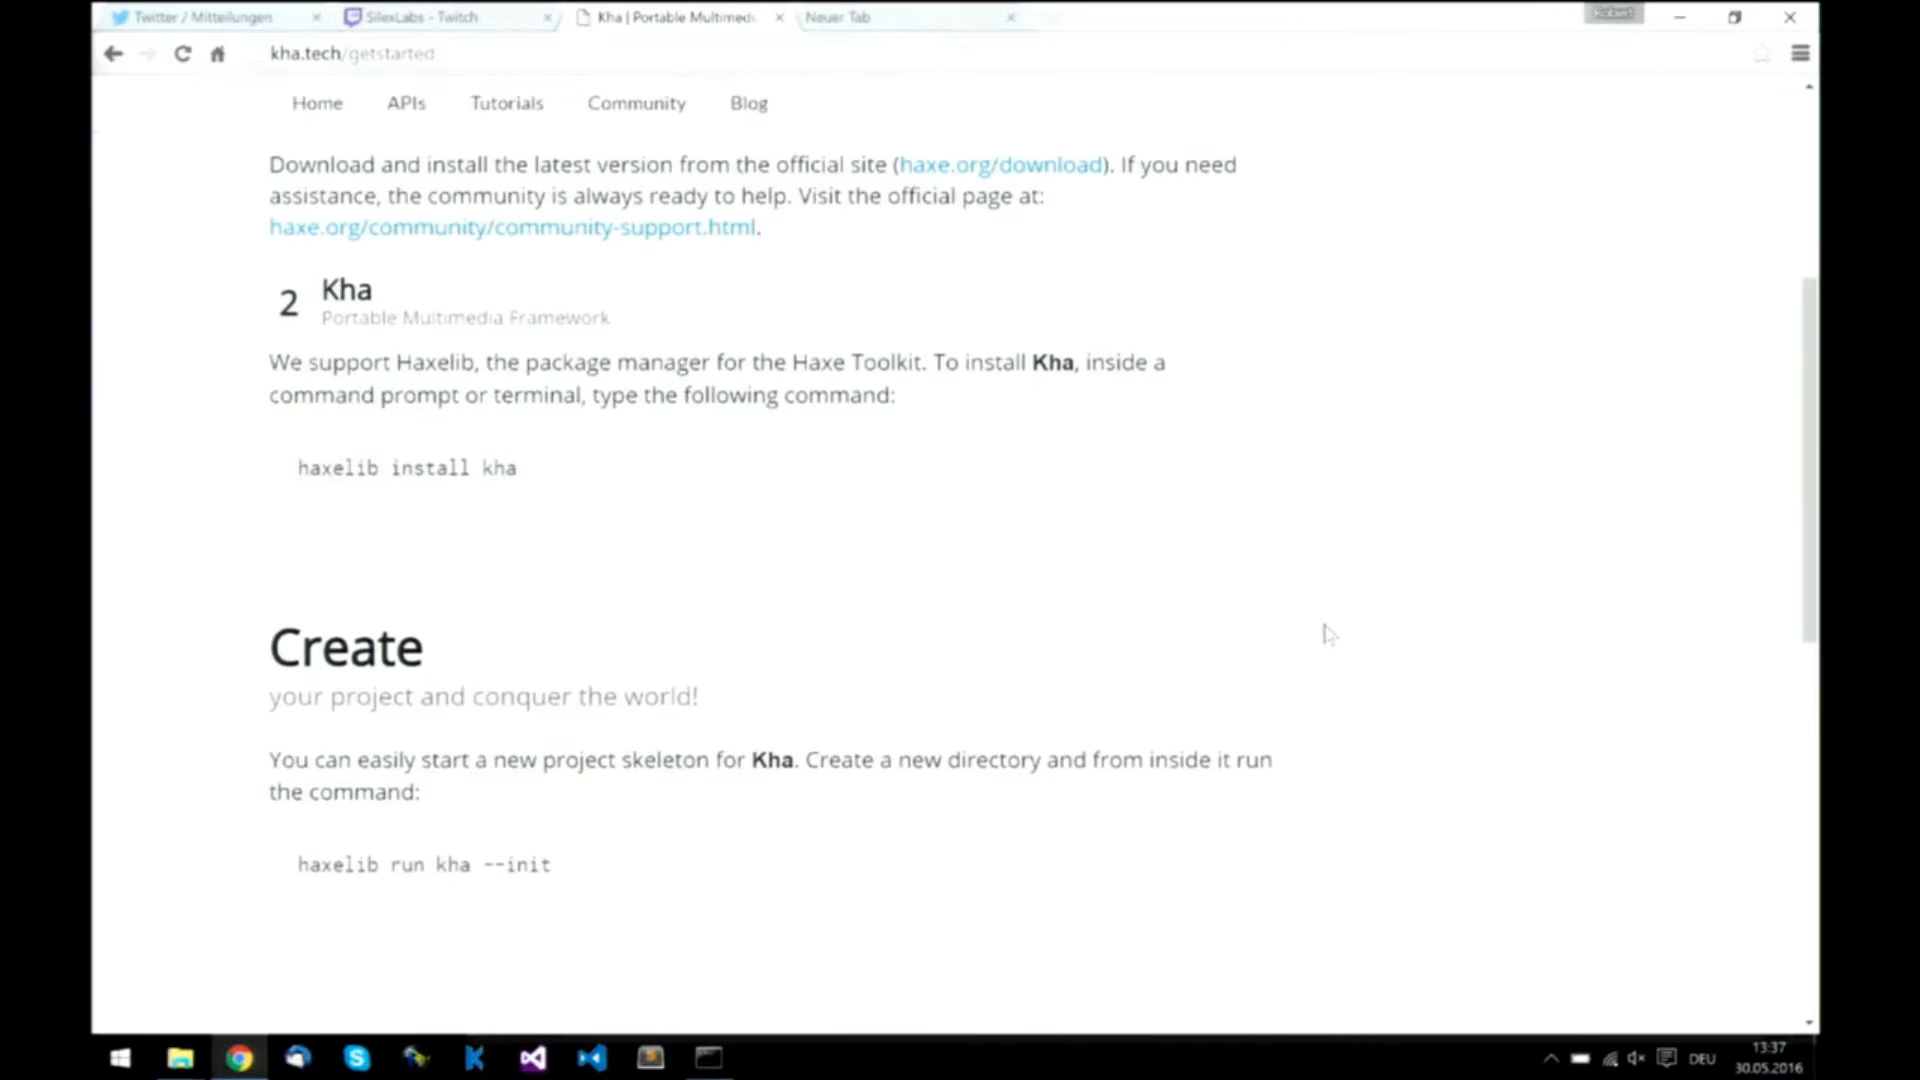 Twitter / Mitteilungen
SilexLabs - Twitch
Kha | Portable Multimedi
Neuer Tab
Robert
kha.tech/getstarted
Home APIs Tutorials Community Blog
Download and install the latest version from the official site (haxe.org/download). If you need
assistance, the community is always ready to help. Visit the official page at:
haxe.org/community/community-support.html.
2
Kha
Portable Multimedia Framework
We support Haxelib, the package manager for the Haxe Toolkit. To install Kha, inside a
command prompt or terminal, type the following command:
haxelib install kha
Create
your project and conquer the world!
You can easily start a new project skeleton for Kha. Create a new directory and from inside it run
the command:
haxelib run kha --init
DEU
13:37
30.05.2016